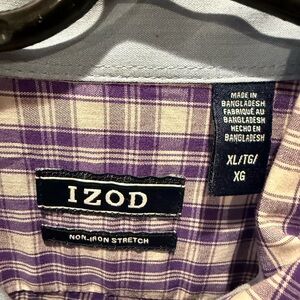 MADE IN
BANGLADESH
FABRIQUÉ AU
BANGLADESH
HECHO EN
BANGLADESH
XL/TG/
XG
IZOD
NON-IRON STRETCH